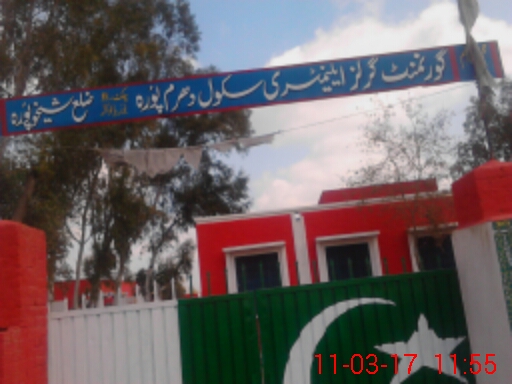 گورنمنٹ گرلز ایلیمنٹری سکول دھرم پورہ ضلع شیخوپورہ
11-03-17 11:55